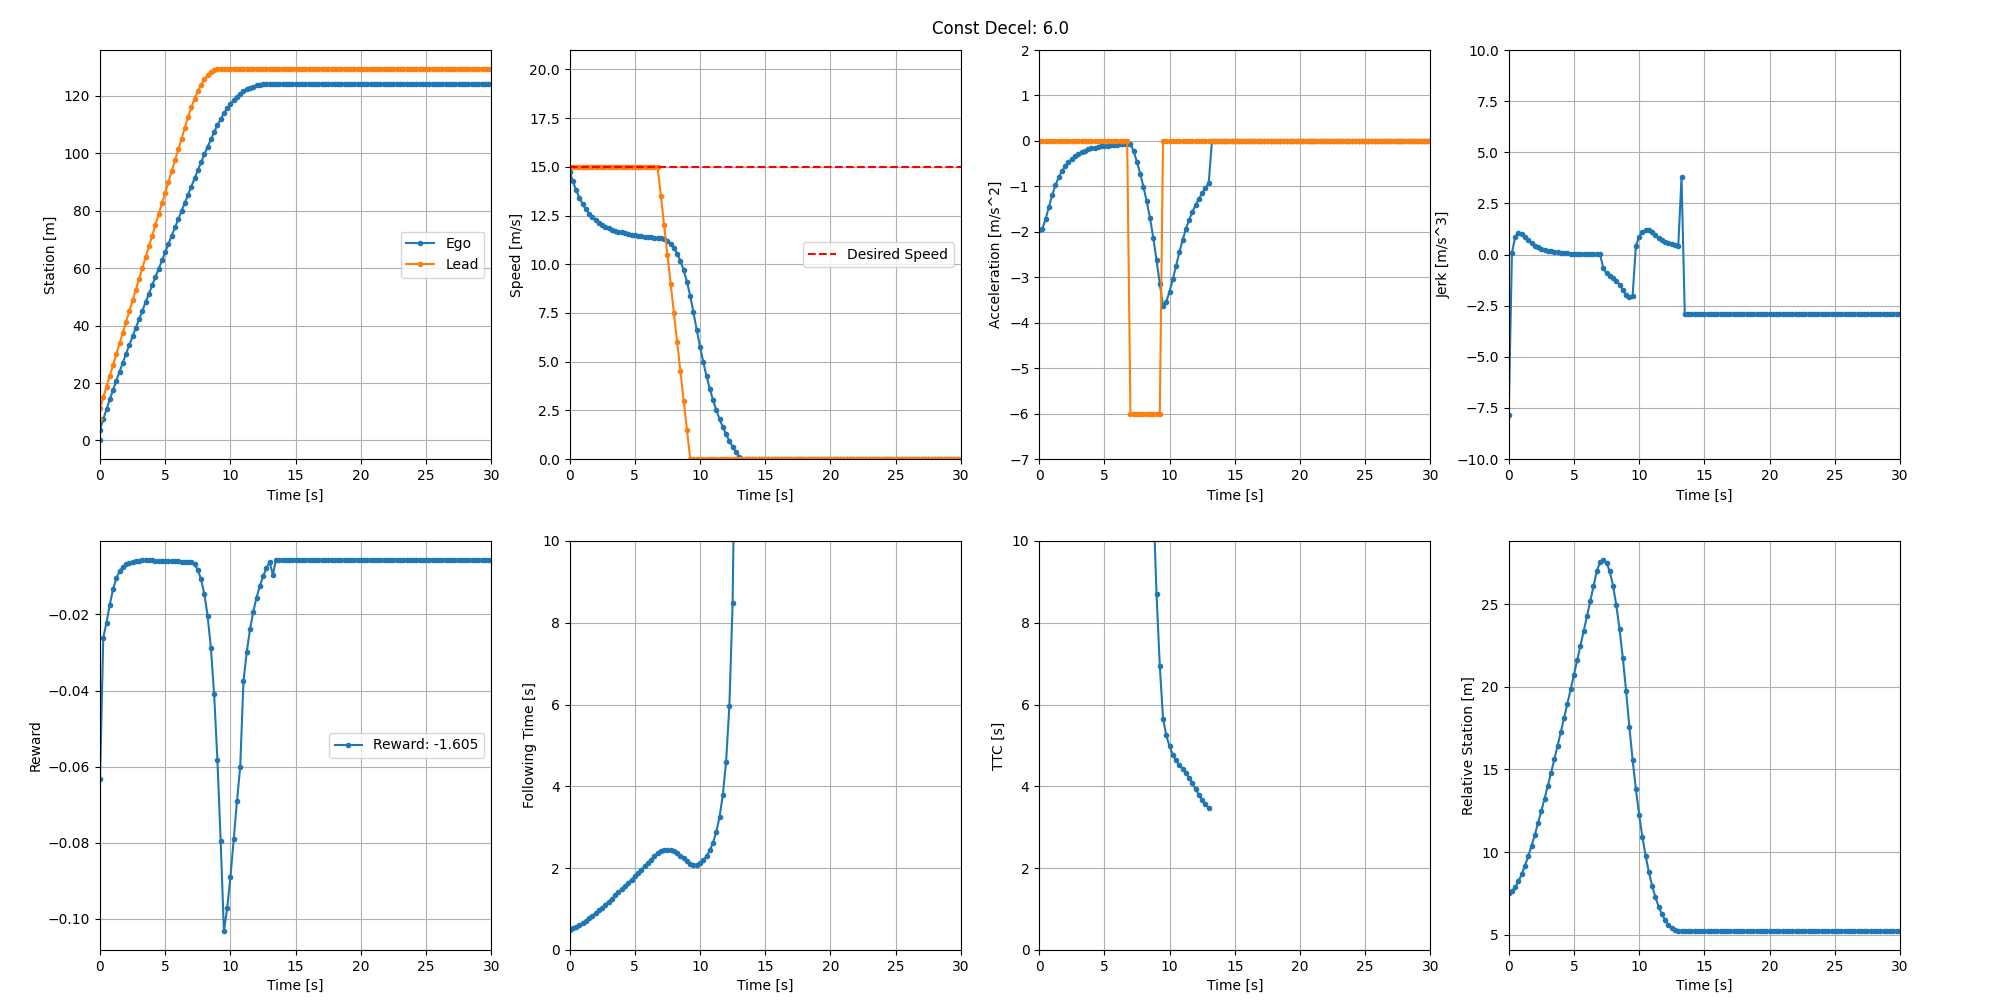 Const Decel: 6.0
Station [m]
120
100
80
60
40
20
0
Ego
Lead
0 5 10 15 20 25 30
Time [s]
Speed [m/s]
20.0
17.5
15.0
12.5
10.0
7.5
5.0
2.5
0.0
Desired Speed
0 5 10 15 20 25 30
Time [s]
Acceleration [m/s^2]
2
1
0
−1
−2
−3
−4
−5
−6
−7
0 5 10 15 20 25 30
Time [s]
Jerk [m/s^3]
10.0
7.5
5.0
2.5
0.0
−2.5
−5.0
−7.5
−10.0
0 5 10 15 20 25 30
Time [s]
Reward
−0.02
−0.04
−0.06
−0.08
−0.10
Reward: -1.605
0 5 10 15 20 25 30
Time [s]
Following Time [s]
10
8
6
4
2
0
0 5 10 15 20 25 30
Time [s]
TTC [s]
10
8
6
4
2
0
0 5 10 15 20 25 30
Time [s]
Relative Station [m]
25
20
15
10
5
0 5 10 15 20 25 30
Time [s]